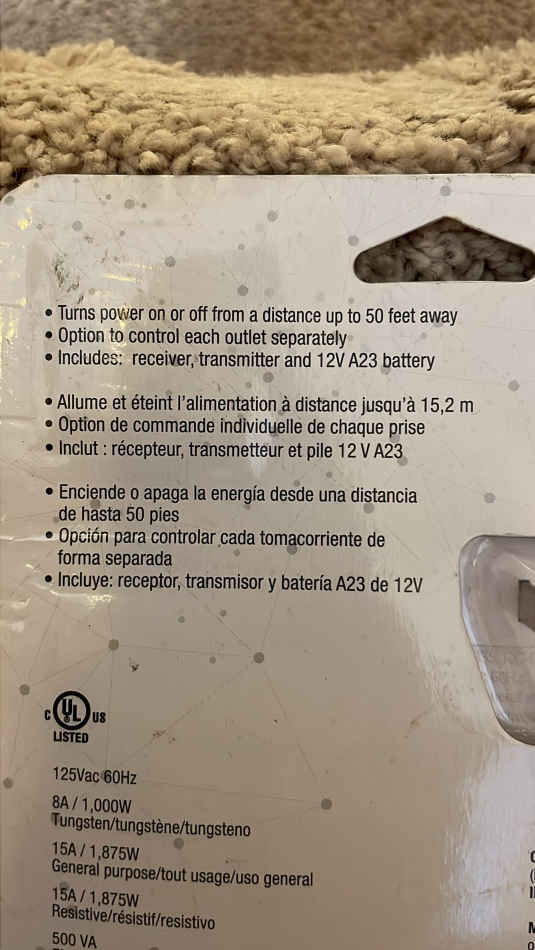 • Turns power on or off from a distance up to 50 feet away
• Option to control each outlet separately
• Includes: receiver, transmitter and 12V A23 battery
• Allume et éteint l'alimentation à distance jusqu'à 15,2 m
• Option de commande individuelle de chaque prise
• Inclut : récepteur, transmetteur et pile 12 V A23
• Enciende o apaga la energía desde una distancia
de hasta 50 pies
• Opción para controlar cada tomacorriente de
forma separada
• Incluye: receptor, transmisor y batería A23 de 12V
C UL US
LISTED
125Vac 60Hz
8A / 1,000W
Tungsten/tungstène/tungsteno
15A / 1,875W
General purpose/tout usage/uso general
15A / 1,875W
Resistive/résistif/resistivo
500 VA